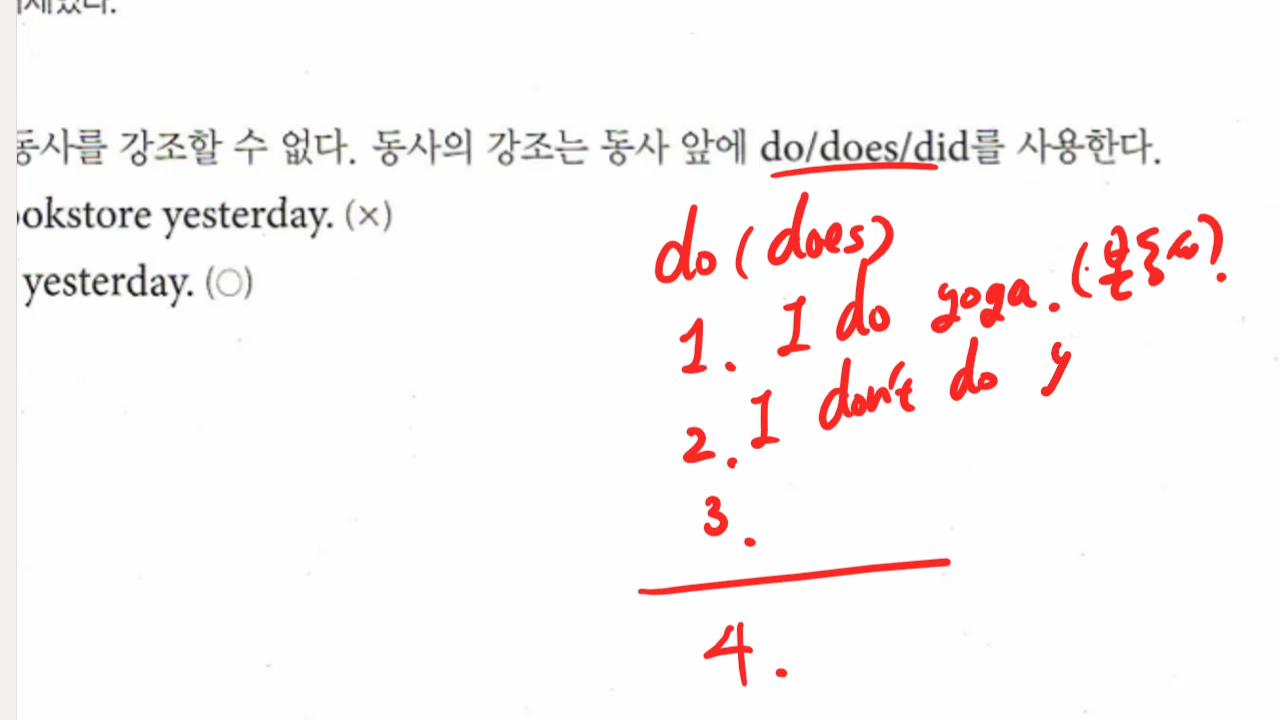 동사를 강조할 수 없다. 동사의 강조는 동사 앞에 do/does/did를 사용한다.
okstore yesterday. (×)
yesterday. (○)
do (does)
1. I do yoga. (본동사).
2. I don't do y
3.
4.